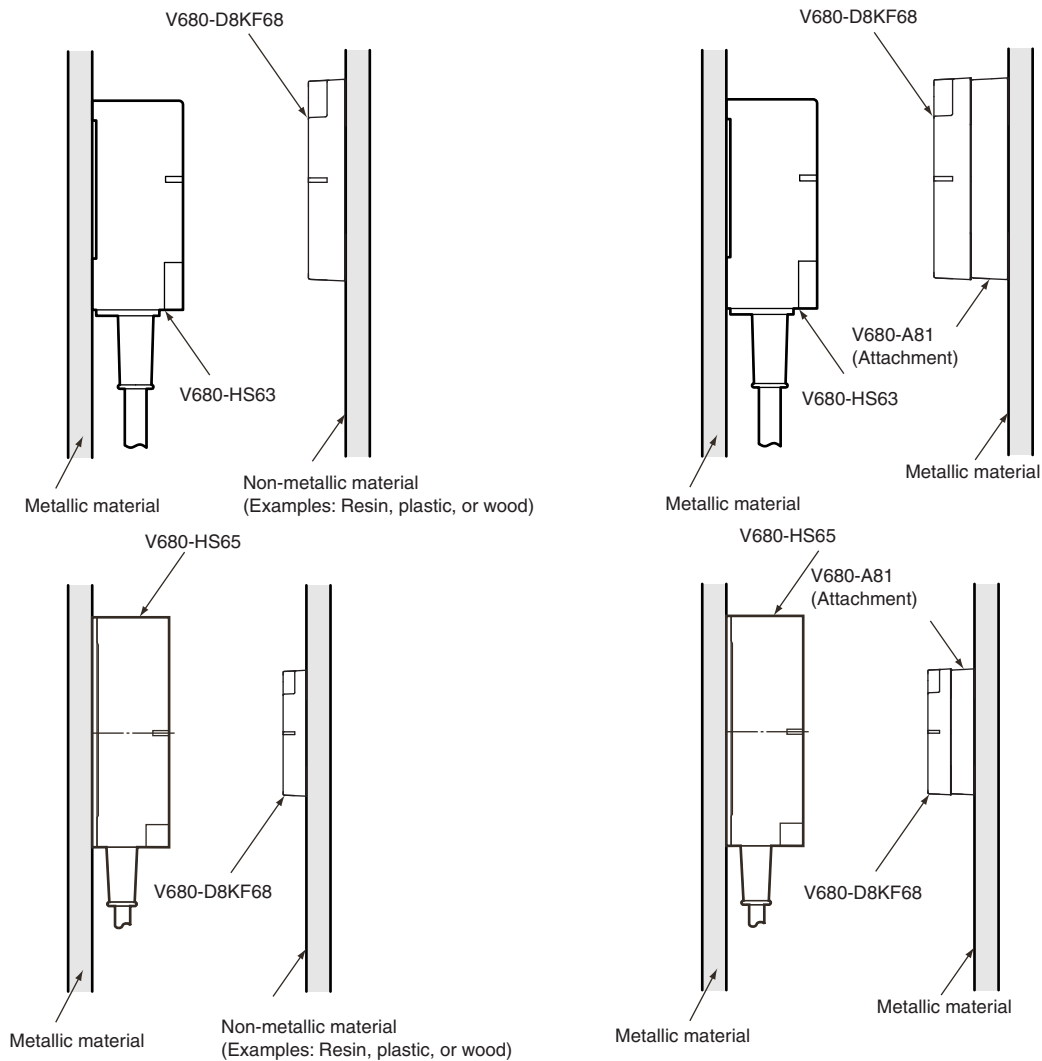 V680-D8KF68
V680-HS63
Metallic material
Non-metallic material
(Examples: Resin, plastic, or wood)
V680-D8KF68
V680-A81
(Attachment)
V680-HS63
Metallic material
Metallic material
V680-HS65
V680-D8KF68
Metallic material
Non-metallic material
(Examples: Resin, plastic, or wood)
V680-HS65
V680-A81
(Attachment)
V680-D8KF68
Metallic material
Metallic material